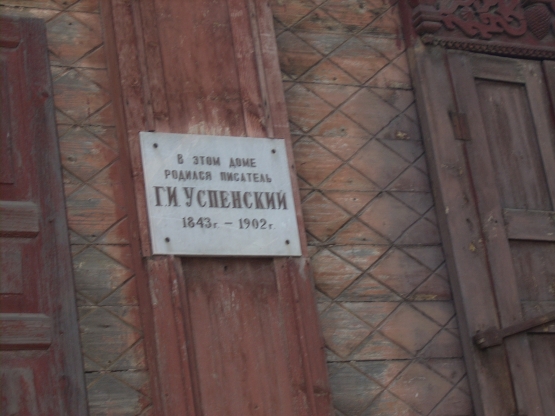 В ЭТОМ ДОМЕ
РОДИЛСЯ ПИСАТЕЛЬ
Г.И. УСПЕНСКИЙ
1843г. – 1902г.